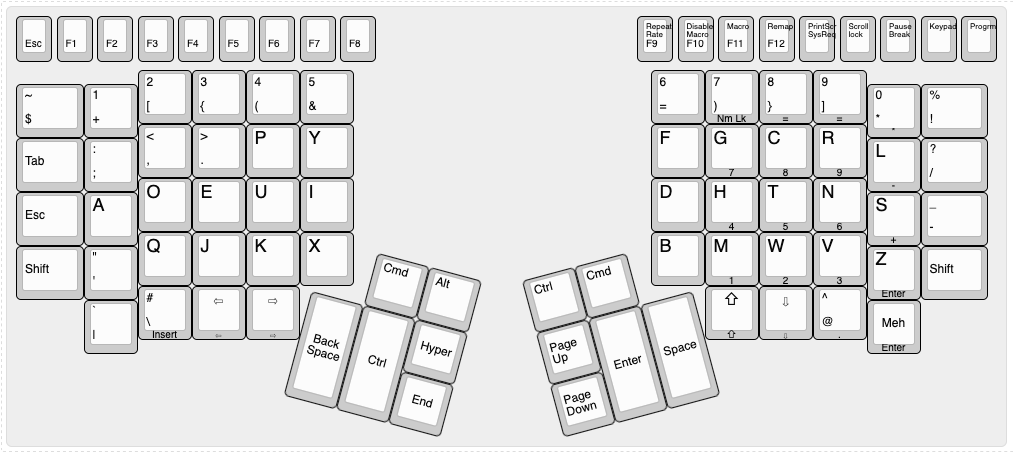 Esc F1 F2 F3 F4 F5 F6 F7 F8
Repeat Rate F9
Disable Macro F10
Macro F11
Remap F12
PrintScr SysReq
Scroll lock
Pause Break
Keypad
Progrm
~ $
1 +
2 [
3 {
4 (
5 &
6 =
7 ) Nm Lk
8 } =
9 ] =
0 * *
% !
Tab
: ;
< ,
> .
P
Y
F
G 7
C 8
R 9
L -
? /
Esc
A
O
E
U
I
D
H 4
T 5
N 6
S +
_ -
Shift
" '
Q
J
K
X
B
M 1
W 2
V 3
Z Enter
Shift
` |
# \ Insert
⇦ ⇦
⇨ ⇨
⇧ ⇧
⇩ ⇩
^ @ .
Meh Enter
Cmd
Alt
Back Space
Ctrl
Hyper
End
Ctrl
Cmd
Page Up
Page Down
Enter
Space